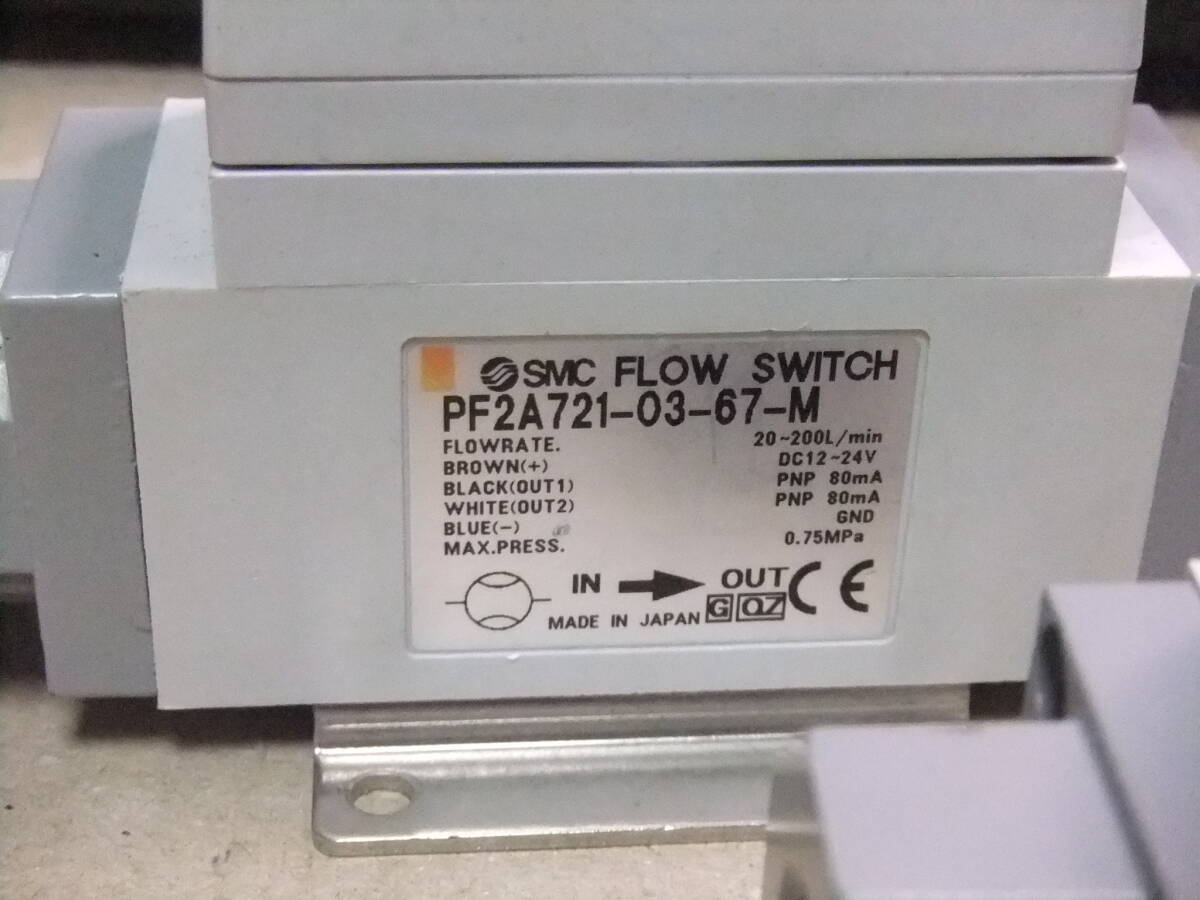 SMC FLOW SWITCH
PF2A721-03-67-M
FLOWRATE. 20~200L/min
BROWN(+) DC12~24V
BLACK(OUT1) PNP 80mA
WHITE(OUT2) PNP 80mA
BLUE(-) GND
MAX.PRESS. 0.75MPa
IN OUT CE
MADE IN JAPAN G QZ